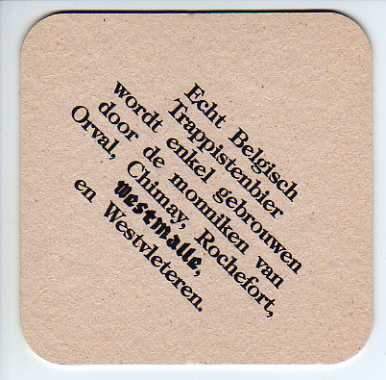 Echt Belgisch
Trappistenbier
wordt enkel gebrouwen
door de monniken van
Orval, Chimay, Rochefort,
Westmalle,
en Westvleteren.